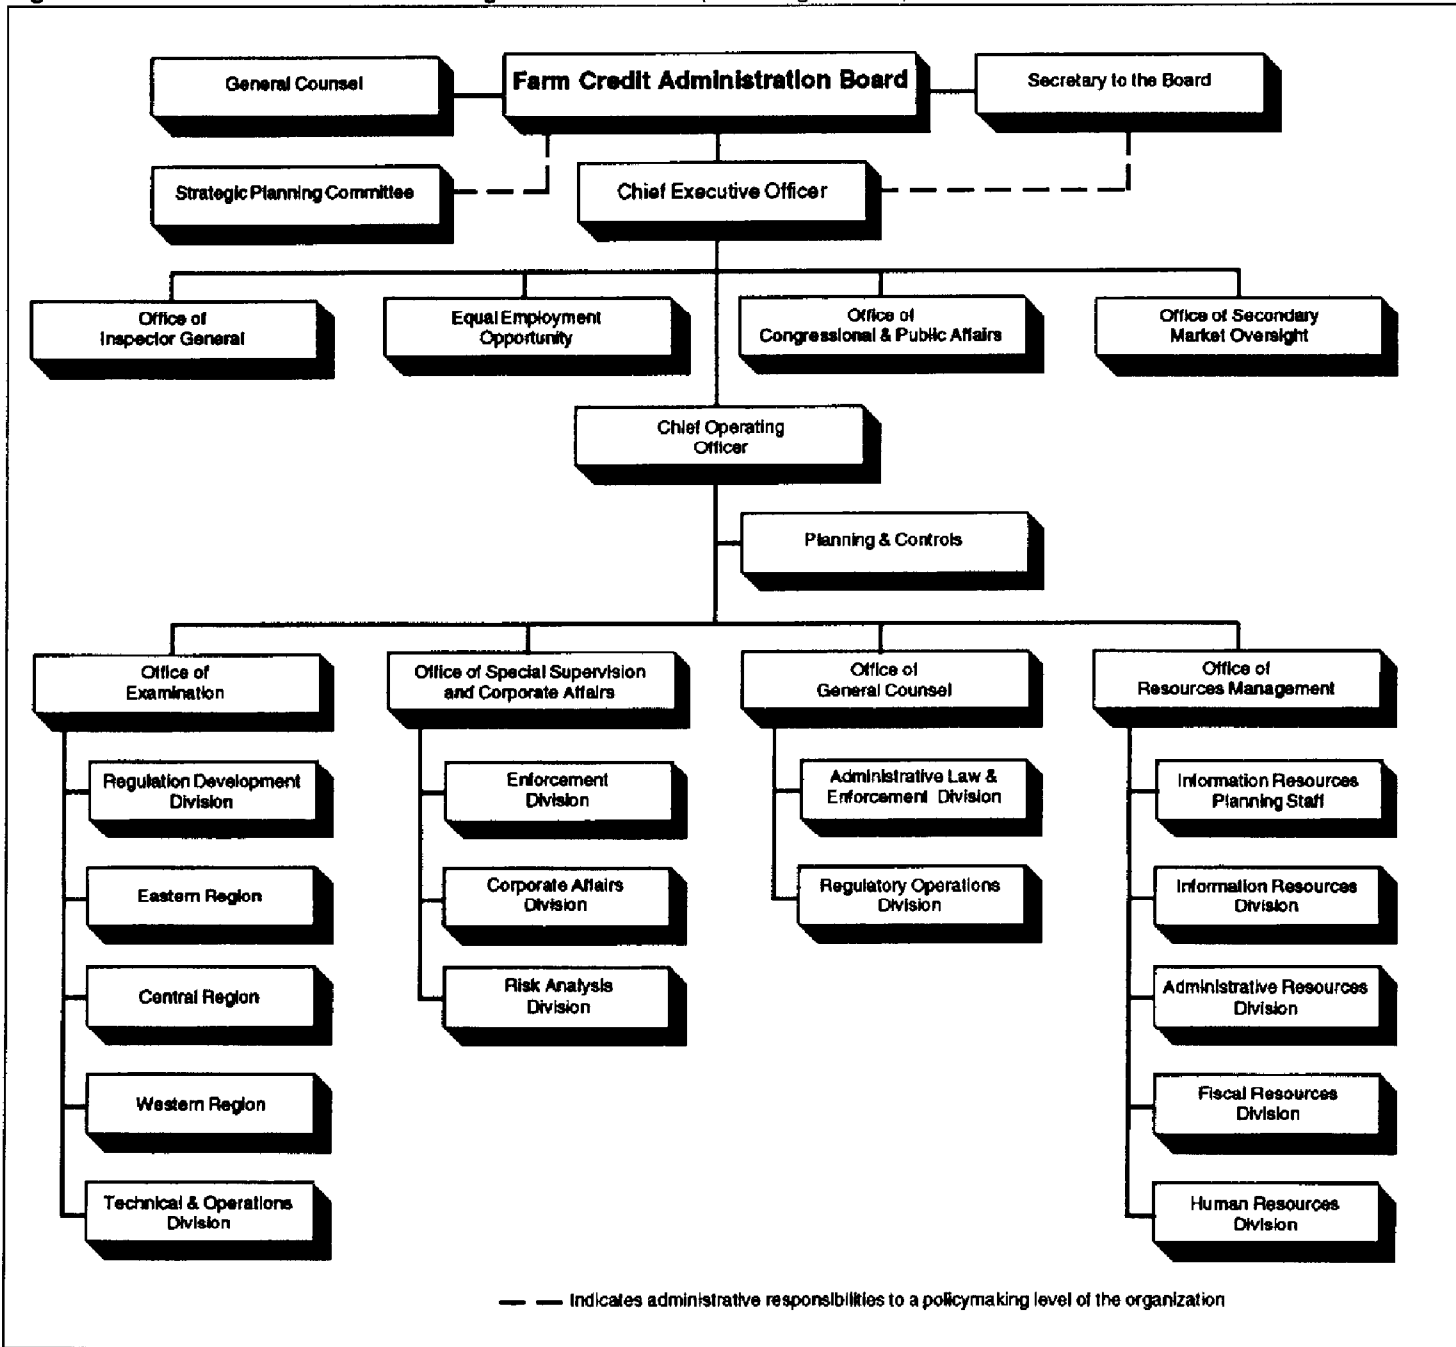 General Counsel
Farm Credit Administration Board
Secretary to the Board
Strategic Planning Committee
Chief Executive Officer
Office of
Inspector General
Equal Employment
Opportunity
Office of
Congressional & Public Affairs
Office of Secondary
Market Oversight
Chief Operating
Officer
Planning & Controls
Office of
Examination
Office of Special Supervision
and Corporate Affairs
Office of
General Counsel
Office of
Resources Management
Regulation Development
Division
Eastern Region
Central Region
Western Region
Technical & Operations
Division
Enforcement
Division
Corporate Affairs
Division
Risk Analysis
Division
Administrative Law &
Enforcement Division
Regulatory Operations
Division
Information Resources
Planning Staff
Information Resources
Division
Administrative Resources
Division
Fiscal Resources
Division
Human Resources
Division
Indicates administrative responsibilities to a policymaking level of the organization